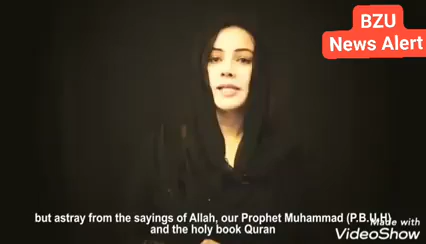 BZU
News Alert
but astray from the sayings of Allah, our Prophet Muhammad (P.B.U.H)
and the holy book Quran
Made with
VideoShow